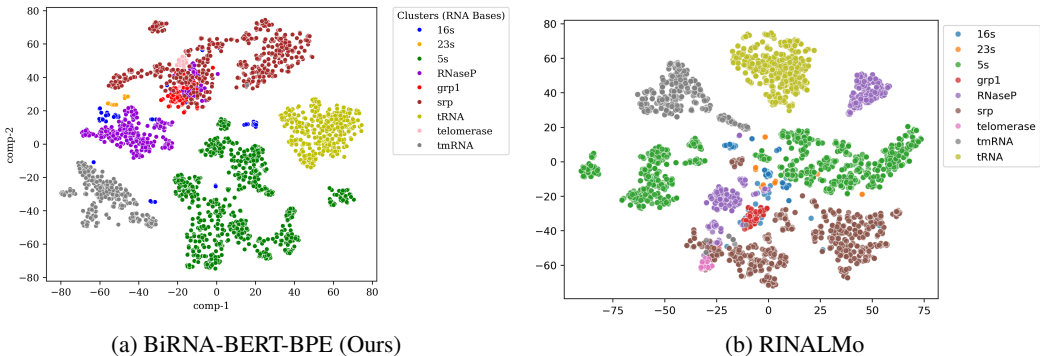 Clusters (RNA Bases)
16s
23s
5s
RNaseP
grp1
srp
tRNA
telomerase
tmRNA
80
60
40
20
0
−20
−40
−60
−80
comp-2
−80
−60
−40
−20
0
20
40
60
80
comp-1
(a) BiRNA-BERT-BPE (Ours)
80
60
40
20
0
−20
−40
−60
−75
−50
−25
0
25
50
75
16s
23s
5s
grp1
RNaseP
srp
telomerase
tmRNA
tRNA
(b) RINALMo